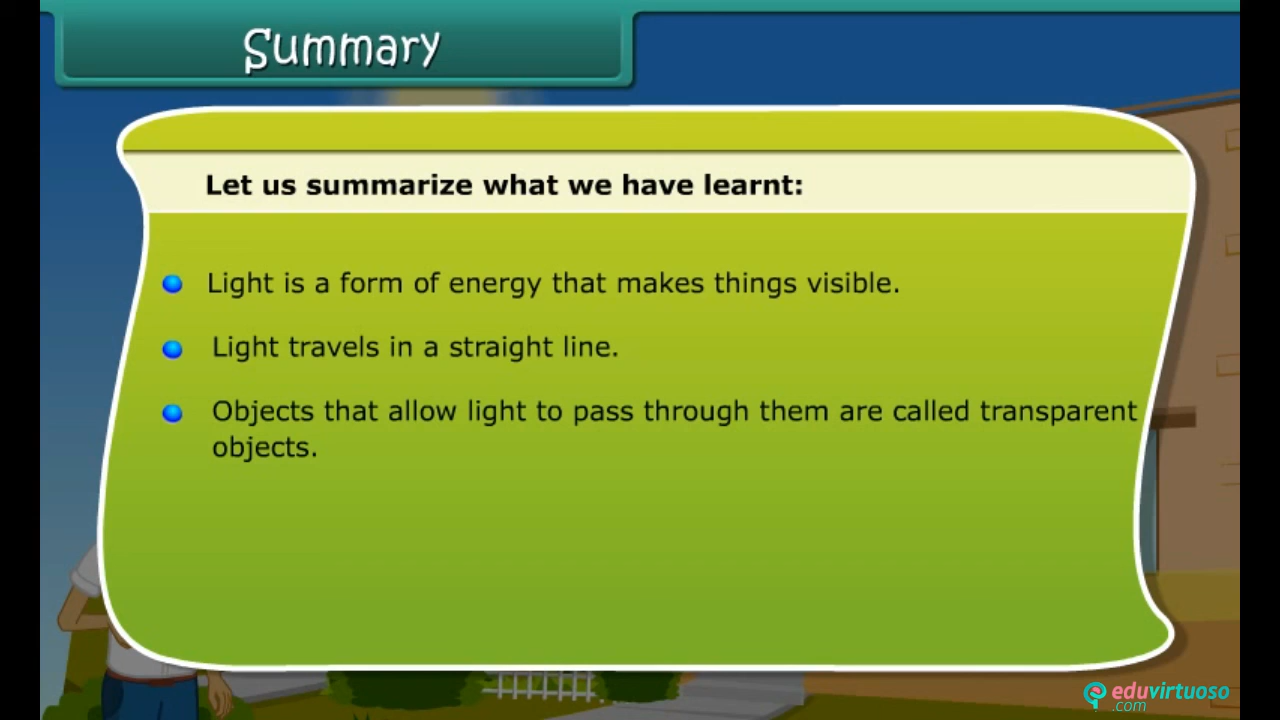 Summary
Let us summarize what we have learnt:
Light is a form of energy that makes things visible.
Light travels in a straight line.
Objects that allow light to pass through them are called transparent
objects.
eduvirtuoso
.com